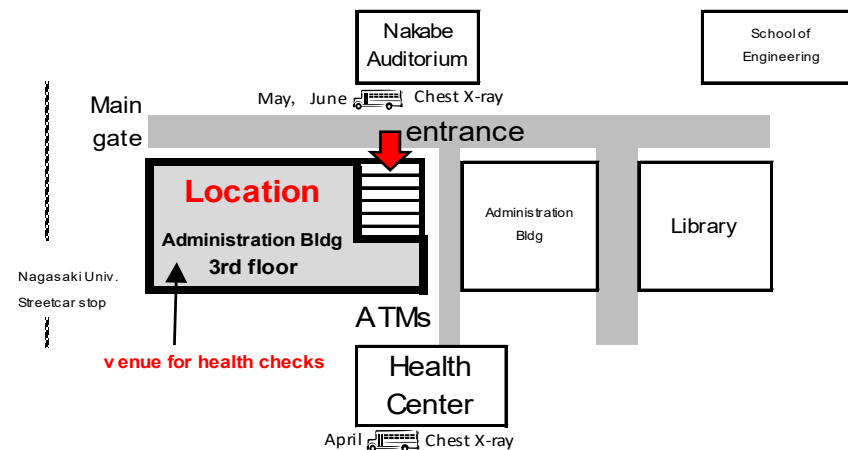 Nakabe
Auditorium
School of
Engineering
May, June
Chest X-ray
Main
gate
entrance
Location
Administration Bldg
3rd floor
Administration
Bldg
Library
Nagasaki Univ.
Streetcar stop
ATMs
venue for health checks
Health
Center
April
Chest X-ray